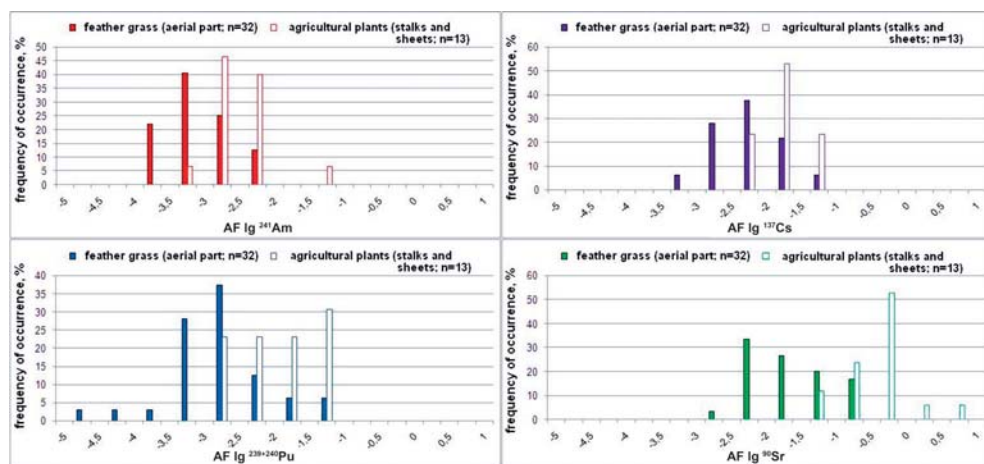 feather grass (aerial part; n=32) agricultural plants (stalks and
sheets; n=13)
frequency of occurrence, %
50
45
40
35
30
25
20
15
10
5
0
-5 -4,5 -4 -3,5 -3 -2,5 -2 -1,5 -1 -0,5 0 0,5 1
AF lg ²⁴¹Am
feather grass (aerial part; n=32) agricultural plants (stalks and
sheets; n=13)
frequency of occurrence, %
60
50
40
30
20
10
0
-5 -4,5 -4 -3,5 -3 -2,5 -2 -1,5 -1 -0,5 0 0,5 1
AF lg ¹³⁷Cs
feather grass (aerial part; n=32) agricultural plants (stalks and
sheets; n=13)
frequency of occurrence, %
40
35
30
25
20
15
10
5
0
-5 -4,5 -4 -3,5 -3 -2,5 -2 -1,5 -1 -0,5 0 0,5 1
AF lg ²³⁹⁺²⁴⁰Pu
feather grass (aerial part; n=32) agricultural plants (stalks and
sheets; n=13)
frequency of occurrence, %
60
50
40
30
20
10
0
-5 -4,5 -4 -3,5 -3 -2,5 -2 -1,5 -1 -0,5 0 0,5 1
AF lg ⁹⁰Sr